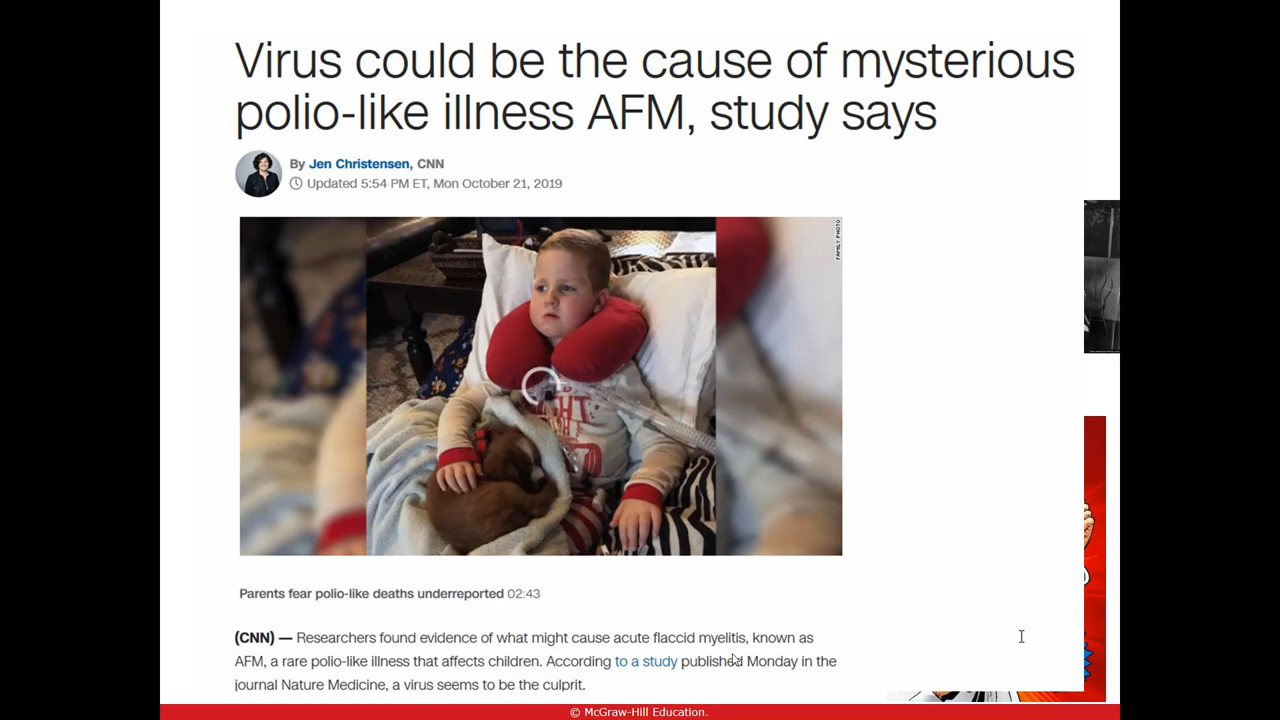 Virus could be the cause of mysterious
polio-like illness AFM, study says
By Jen Christensen, CNN
Updated 5:54 PM ET, Mon October 21, 2019
FAMILY PHOTO
Parents fear polio-like deaths underreported 02:43
(CNN) — Researchers found evidence of what might cause acute flaccid myelitis, known as
AFM, a rare polio-like illness that affects children. According to a study published Monday in the
journal Nature Medicine, a virus seems to be the culprit.
© McGraw-Hill Education.